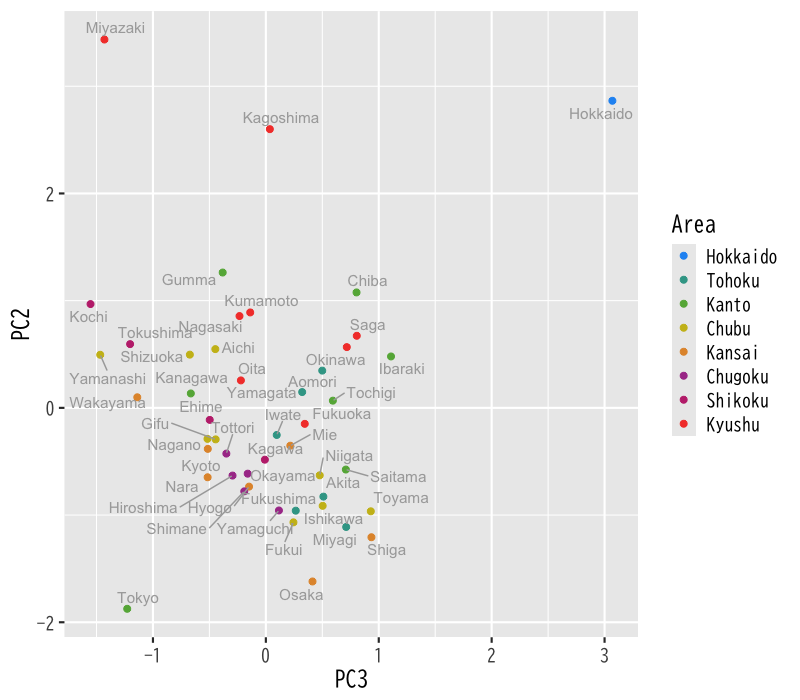 Miyazaki
Hokkaido
Kagoshima
2
Gumma
Chiba
Kumamoto
Kochi
Nagasaki
Saga
Tokushima
Aichi
Shizuoka
Okinawa
Oita
Ibaraki
Yamanashi
Kanagawa
Aomori
Yamagata
Tochigi
Wakayama
Ehime
0
Iwate
Fukuoka
Gifu
Tottori
Mie
Nagano
Kagawa
Niigata
Kyoto
Okayama
Saitama
Nara
Akita
Fukushima
Toyama
Hiroshima
Hyogo
Ishikawa
Shimane
Yamaguchi
Miyagi
Fukui
Shiga
Osaka
Tokyo
−2
−1
0
1
2
3
PC3
PC2
Area
Hokkaido
Tohoku
Kanto
Chubu
Kansai
Chugoku
Shikoku
Kyushu